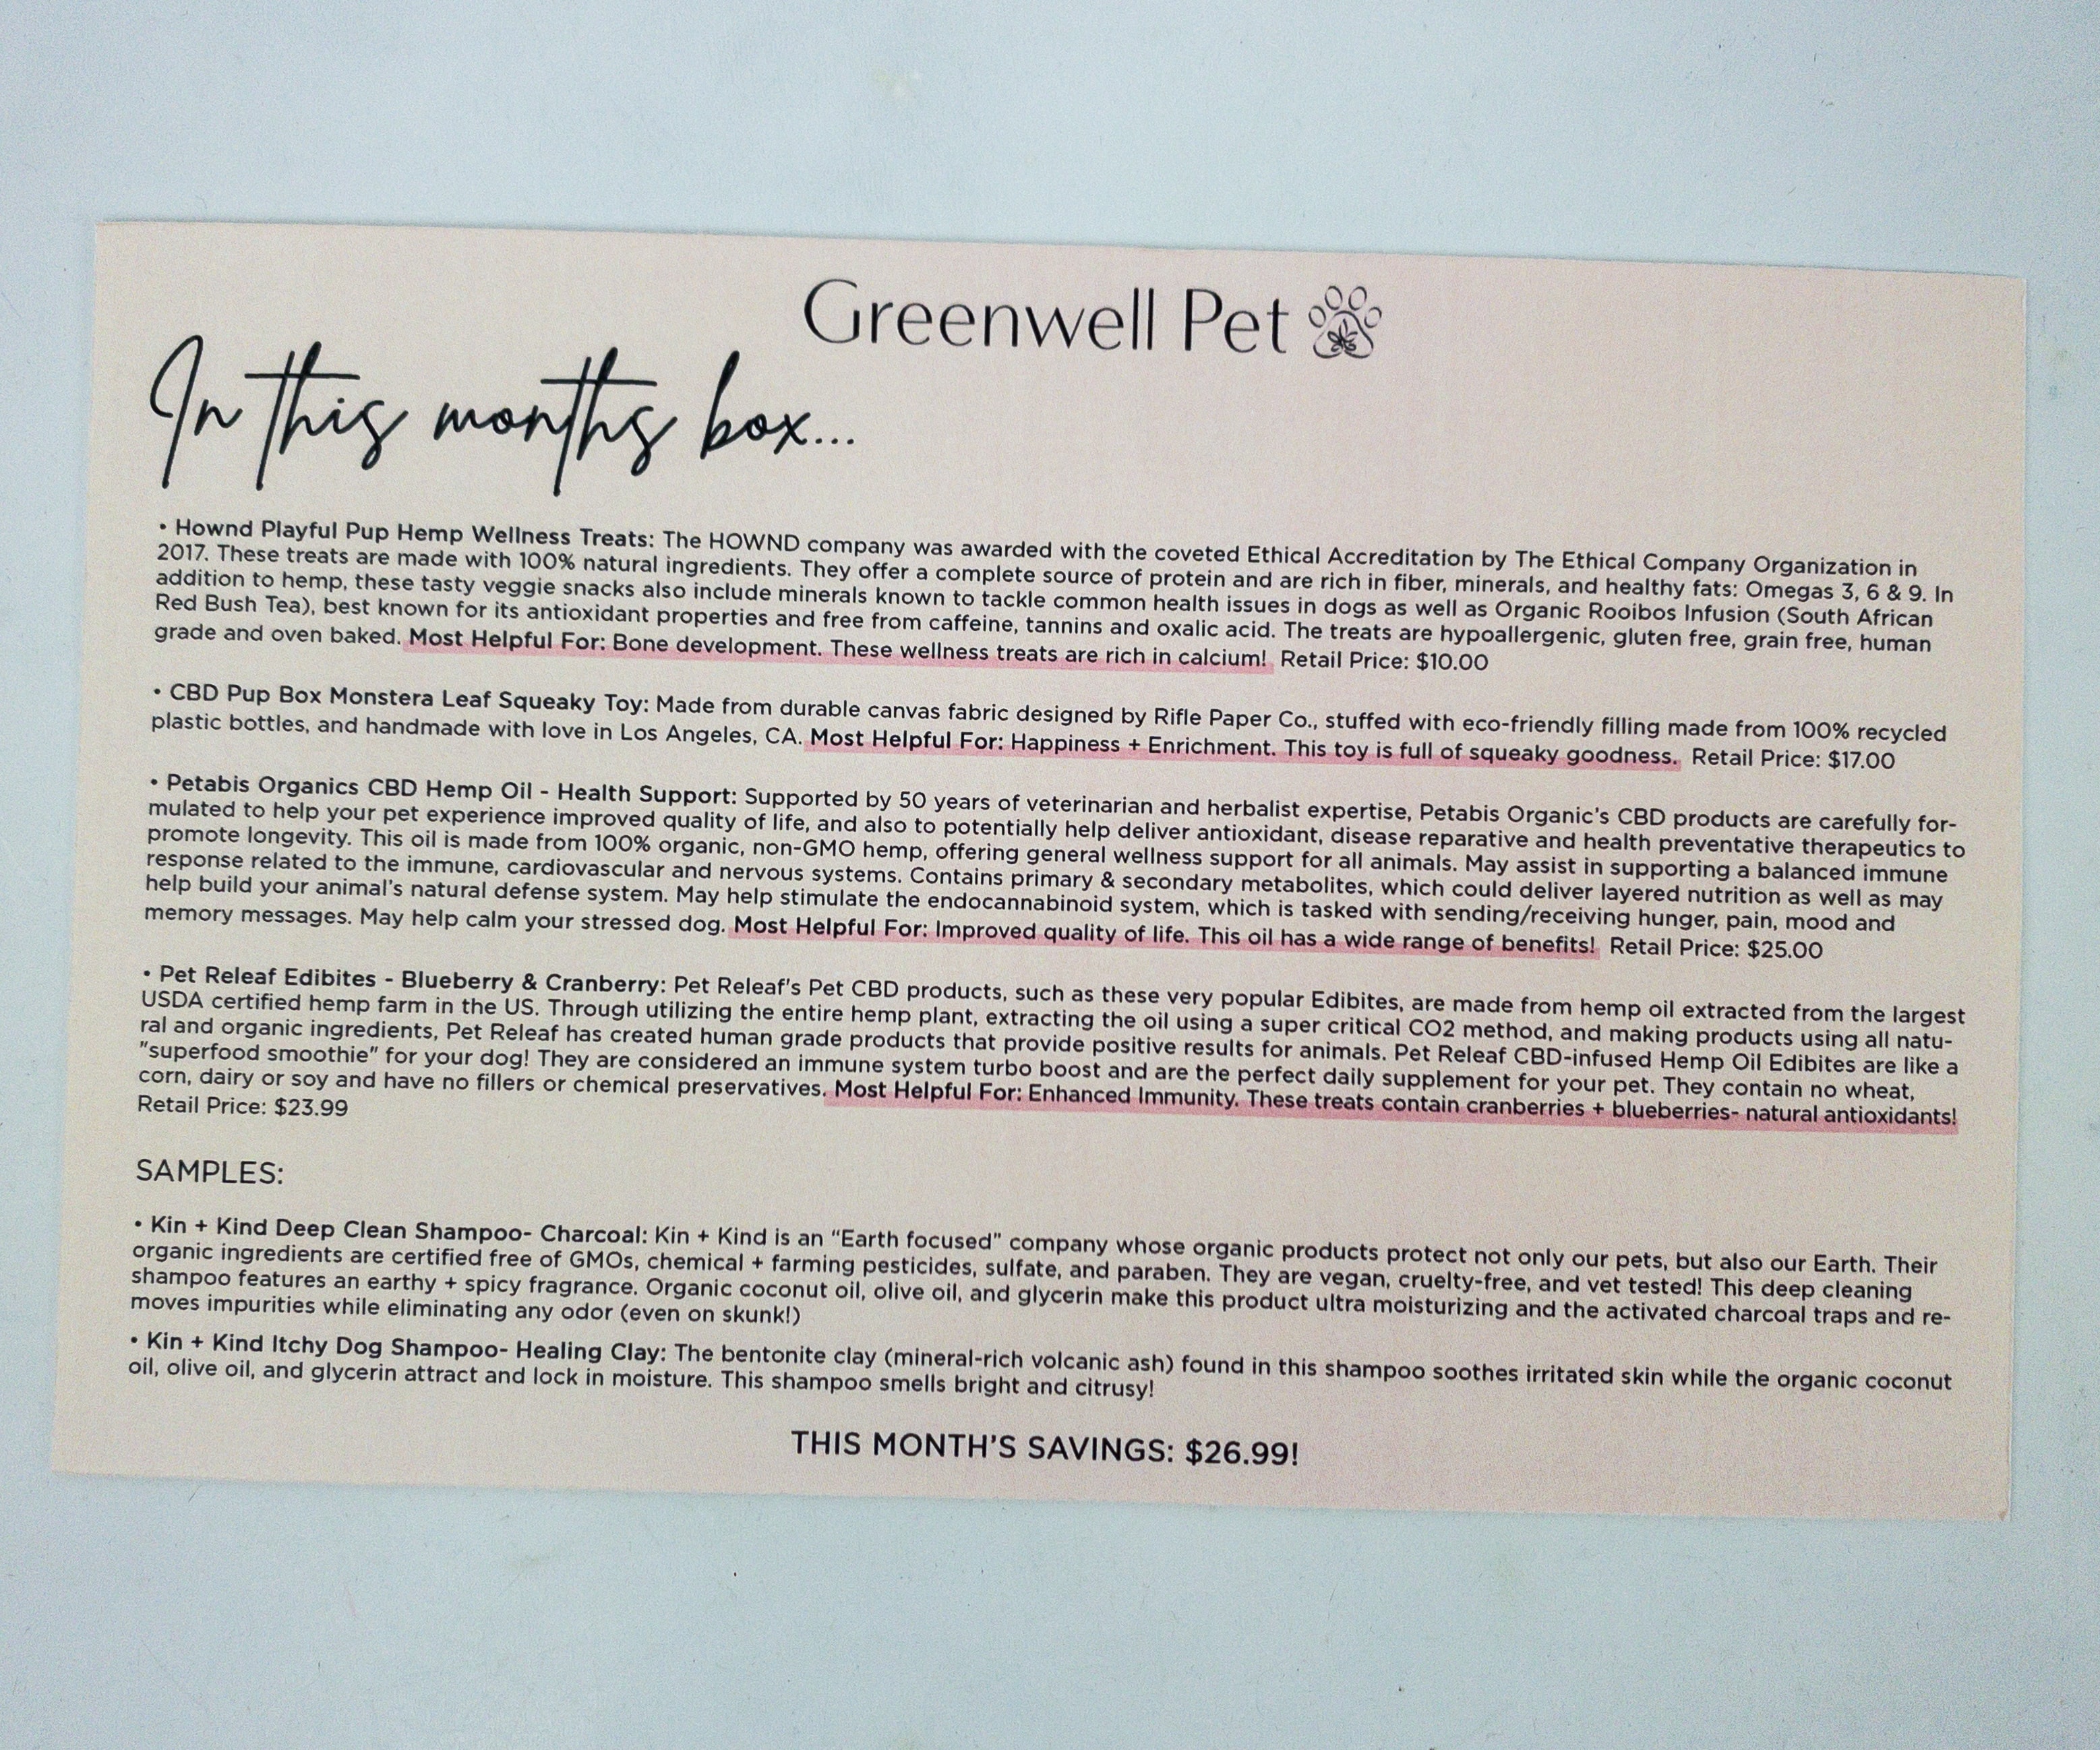 Greenwell Pet
In this months box...
• Hownd Playful Pup Hemp Wellness Treats: The HOWND company was awarded with the coveted Ethical Accreditation by The Ethical Company Organization in
2017. These treats are made with 100% natural ingredients. They offer a complete source of protein and are rich in fiber, minerals, and healthy fats: Omegas 3, 6 & 9. In
addition to hemp, these tasty veggie snacks also include minerals known to tackle common health issues in dogs as well as Organic Rooibos Infusion (South African
Red Bush Tea), best known for its antioxidant properties and free from caffeine, tannins and oxalic acid. The treats are hypoallergenic, gluten free, grain free, human
grade and oven baked. Most Helpful For: Bone development. These wellness treats are rich in calcium! Retail Price: $10.00
• CBD Pup Box Monstera Leaf Squeaky Toy: Made from durable canvas fabric designed by Rifle Paper Co., stuffed with eco-friendly filling made from 100% recycled
plastic bottles, and handmade with love in Los Angeles, CA. Most Helpful For: Happiness + Enrichment. This toy is full of squeaky goodness. Retail Price: $17.00
• Petabis Organics CBD Hemp Oil - Health Support: Supported by 50 years of veterinarian and herbalist expertise, Petabis Organic's CBD products are carefully for-
mulated to help your pet experience improved quality of life, and also to potentially help deliver antioxidant, disease reparative and health preventative therapeutics to
promote longevity. This oil is made from 100% organic, non-GMO hemp, offering general wellness support for all animals. May assist in supporting a balanced immune
response related to the immune, cardiovascular and nervous systems. Contains primary & secondary metabolites, which could deliver layered nutrition as well as may
help build your animal's natural defense system. May help stimulate the endocannabinoid system, which is tasked with sending/receiving hunger, pain, mood and
memory messages. May help calm your stressed dog. Most Helpful For: Improved quality of life. This oil has a wide range of benefits! Retail Price: $25.00
• Pet Releaf Edibites - Blueberry & Cranberry: Pet Releaf's Pet CBD products, such as these very popular Edibites, are made from hemp oil extracted from the largest
USDA certified hemp farm in the US. Through utilizing the entire hemp plant, extracting the oil using a super critical CO2 method, and making products using all natu-
ral and organic ingredients, Pet Releaf has created human grade products that provide positive results for animals. Pet Releaf CBD-infused Hemp Oil Edibites are like a
"superfood smoothie" for your dog! They are considered an immune system turbo boost and are the perfect daily supplement for your pet. They contain no wheat,
corn, dairy or soy and have no fillers or chemical preservatives. Most Helpful For: Enhanced Immunity. These treats contain cranberries + blueberries- natural antioxidants!
Retail Price: $23.99
SAMPLES:
• Kin + Kind Deep Clean Shampoo- Charcoal: Kin + Kind is an “Earth focused” company whose organic products protect not only our pets, but also our Earth. Their
organic ingredients are certified free of GMOs, chemical + farming pesticides, sulfate, and paraben. They are vegan, cruelty-free, and vet tested! This deep cleaning
shampoo features an earthy + spicy fragrance. Organic coconut oil, olive oil, and glycerin make this product ultra moisturizing and the activated charcoal traps and re-
moves impurities while eliminating any odor (even on skunk!)
• Kin + Kind Itchy Dog Shampoo- Healing Clay: The bentonite clay (mineral-rich volcanic ash) found in this shampoo soothes irritated skin while the organic coconut
oil, olive oil, and glycerin attract and lock in moisture. This shampoo smells bright and citrusy!
THIS MONTH'S SAVINGS: $26.99!